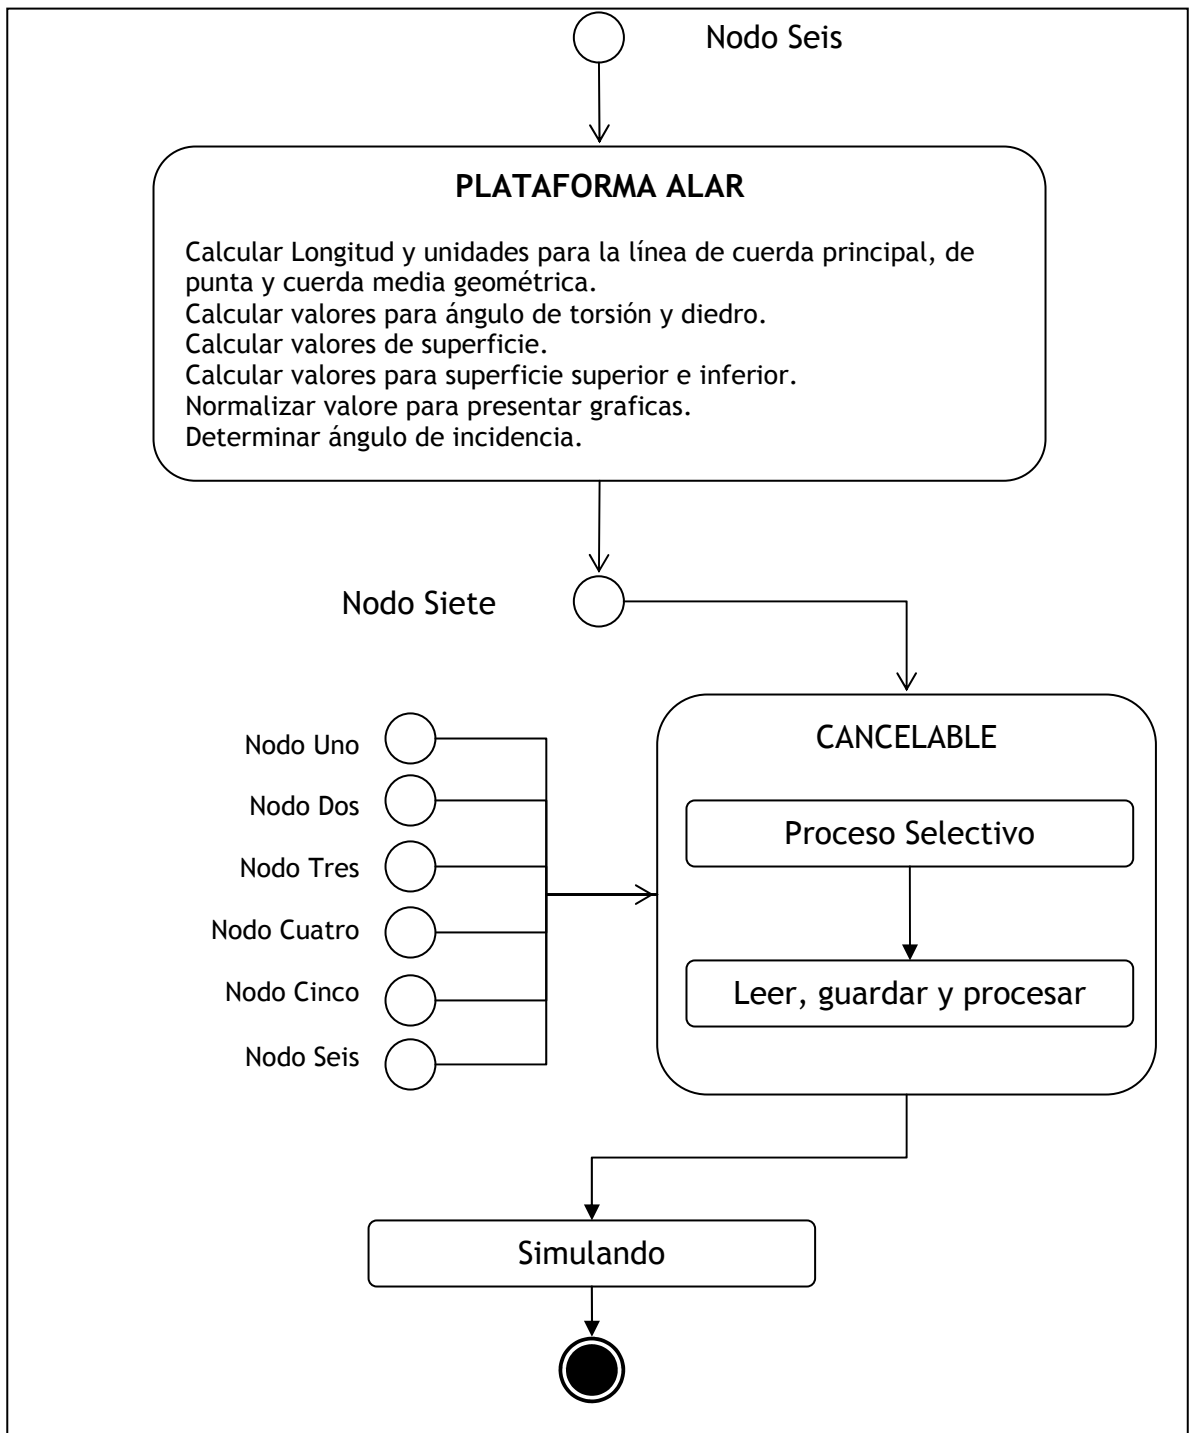 Nodo Seis
PLATAFORMA ALAR
Calcular Longitud y unidades para la línea de cuerda principal, de
punta y cuerda media geométrica.
Calcular valores para ángulo de torsión y diedro.
Calcular valores de superficie.
Calcular valores para superficie superior e inferior.
Normalizar valore para presentar graficas.
Determinar ángulo de incidencia.
Nodo Siete
CANCELABLE
Nodo Uno
Nodo Dos
Proceso Selectivo
Nodo Tres
Nodo Cuatro
Nodo Cinco
Leer, guardar y procesar
Nodo Seis
Simulando